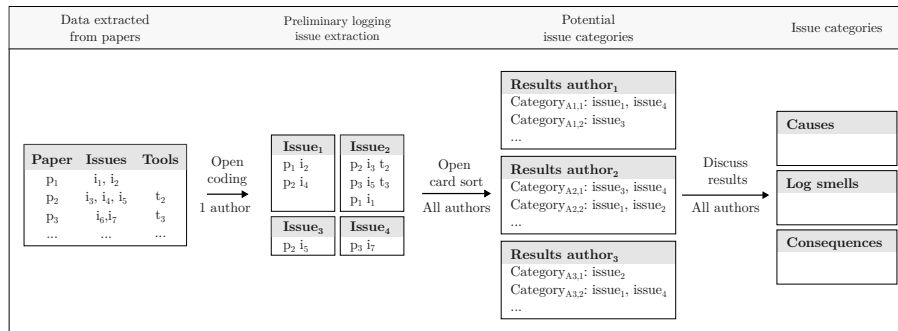 Data extracted
from papers
Preliminary logging
issue extraction
Potential
issue categories
Issue categories
Paper Issues Tools
p1 i1, i2
p2 i3, i4, i5 t2
p3 i6,i7 t3
... ... ...
Open
coding
1 author
Issue1
p1 i2
p2 i4
Issue2
p2 i3 t2
p3 i5 t3
p1 i1
Issue3
p2 i5
Issue4
p3 i7
Open
card sort
All authors
Results author1
CategoryA1,1: issue1, issue4
CategoryA1,2: issue3
...
Results author2
CategoryA2,1: issue3, issue4
CategoryA2,2: issue1, issue2
...
Results author3
CategoryA3,1: issue2
CategoryA3,2: issue1, issue4
...
Discuss
results
All authors
Causes
Log smells
Consequences